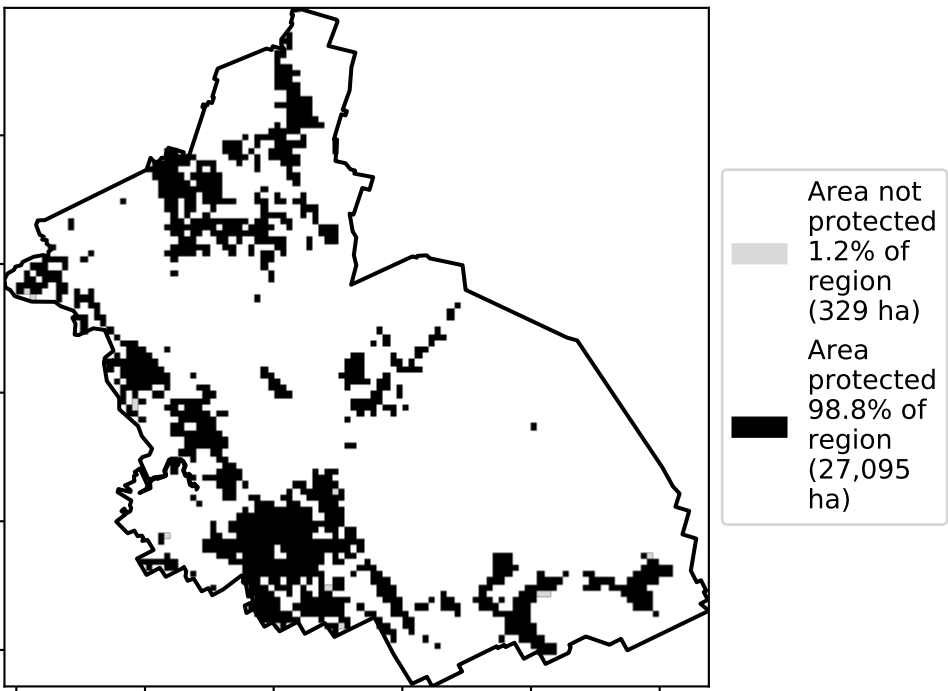 Area not
protected
1.2% of
region
(329 ha)
Area
protected
98.8% of
region
(27,095
ha)